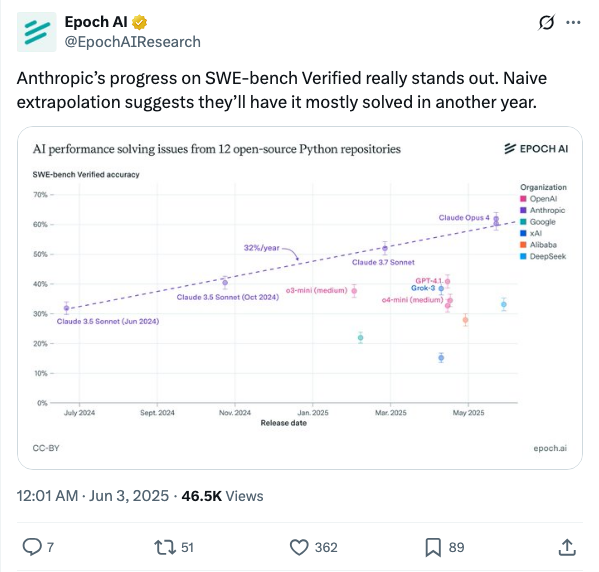 Epoch AI
@EpochAIResearch
Anthropic's progress on SWE-bench Verified really stands out. Naive
extrapolation suggests they'll have it mostly solved in another year.
AI performance solving issues from 12 open-source Python repositories
EPOCH AI
SWE-bench Verified accuracy
Organization
OpenAI
Anthropic
Google
xAI
Alibaba
DeepSeek
70%
60%
50%
40%
30%
20%
10%
0%
Claude Opus 4
32%/year
Claude 3.7 Sonnet
GPT-4.1
Grok-3
o3-mini (medium)
Claude 3.5 Sonnet (Oct 2024)
o4-mini (medium)
Claude 3.5 Sonnet (Jun 2024)
July 2024
Sept. 2024
Nov. 2024
Jan. 2025
Mar. 2025
May 2025
Release date
CC-BY
epoch.ai
12:01 AM · Jun 3, 2025 · 46.5K Views
7
51
362
89